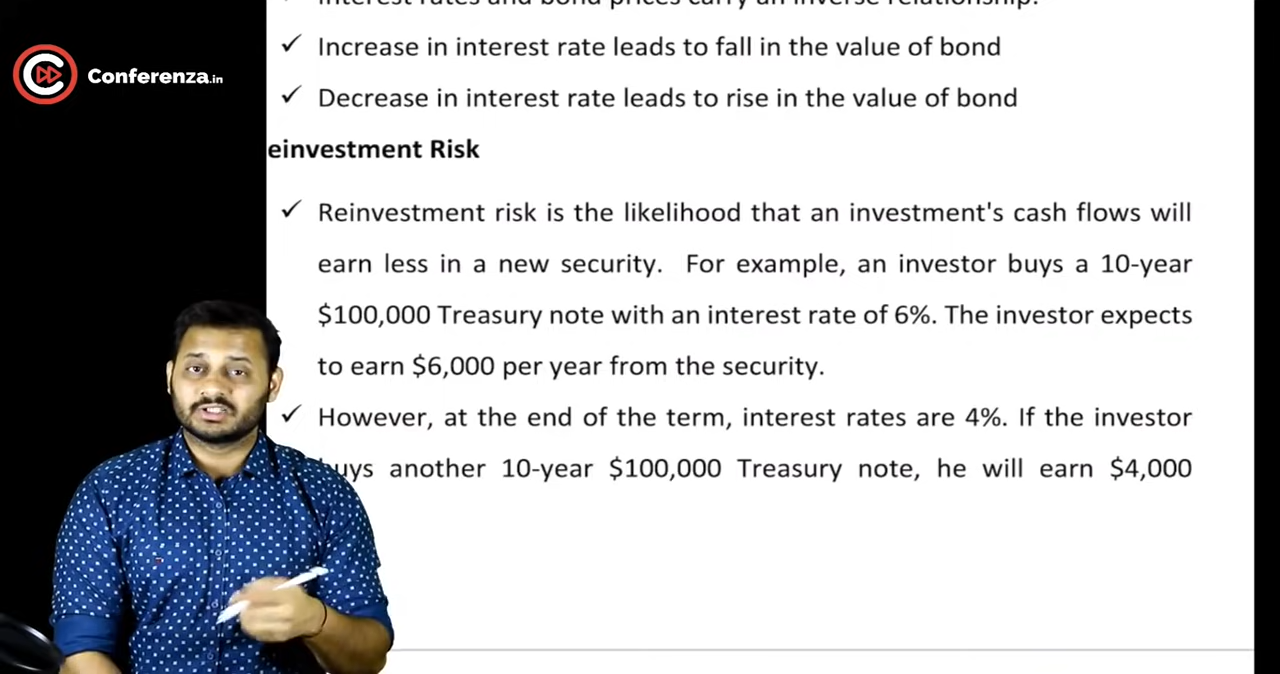 Interest rates and bond prices carry an inverse relationship.
✓ Increase in interest rate leads to fall in the value of bond
Conferenza.in
✓ Decrease in interest rate leads to rise in the value of bond
einvestment Risk
✓ Reinvestment risk is the likelihood that an investment's cash flows will
earn less in a new security. For example, an investor buys a 10-year
$100,000 Treasury note with an interest rate of 6%. The investor expects
to earn $6,000 per year from the security.
✓ However, at the end of the term, interest rates are 4%. If the investor
uys another 10-year $100,000 Treasury note, he will earn $4,000